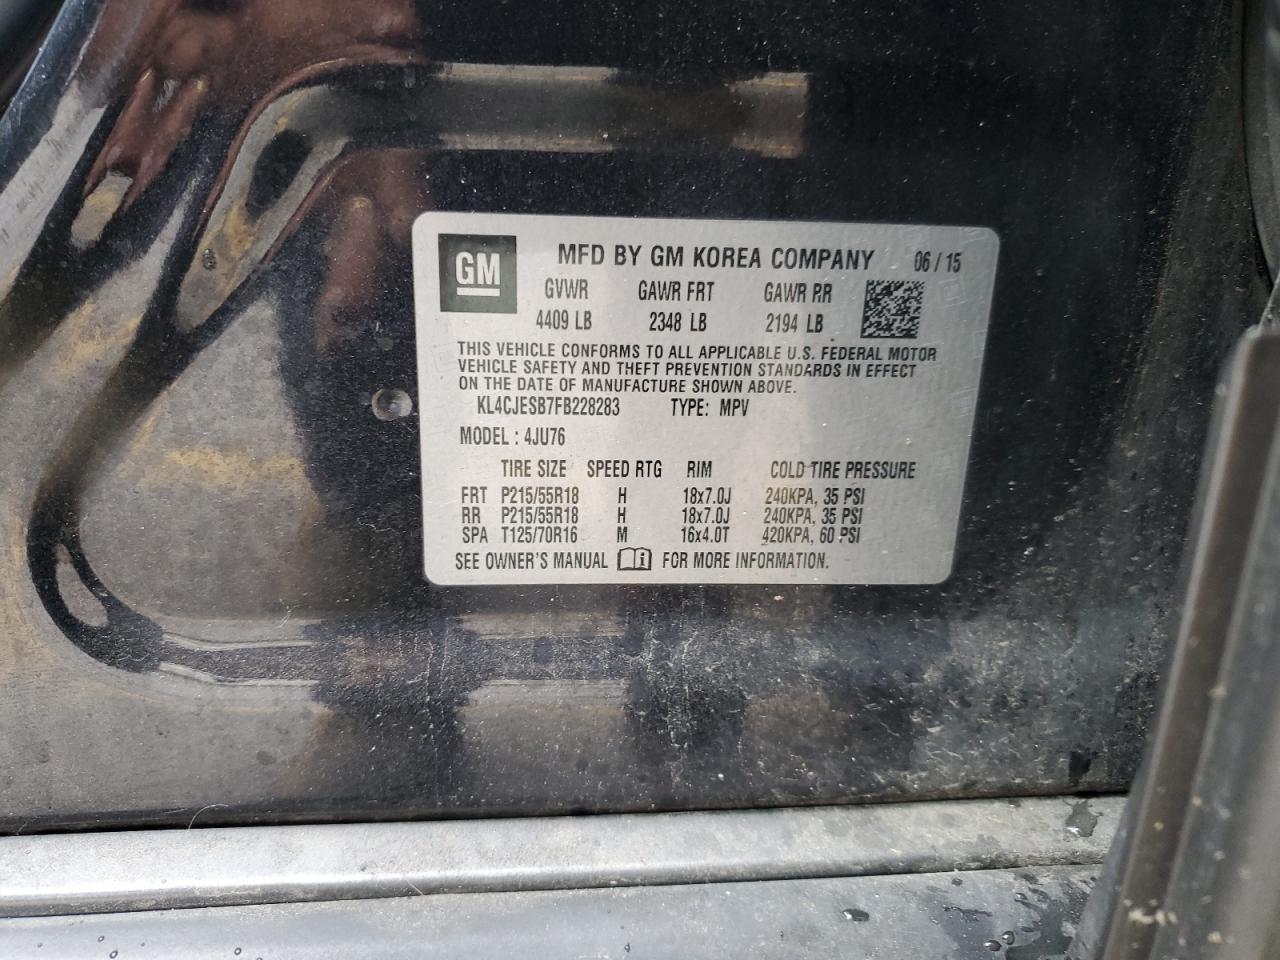 GM MFD BY GM KOREA COMPANY 06/15
GVWR GAWR FRT GAWR RR
4409 LB 2348 LB 2194 LB
THIS VEHICLE CONFORMS TO ALL APPLICABLE U.S. FEDERAL MOTOR
VEHICLE SAFETY AND THEFT PREVENTION STANDARDS IN EFFECT
ON THE DATE OF MANUFACTURE SHOWN ABOVE.
KL4CJESB7FB228283 TYPE: MPV
MODEL : 4JU76
TIRE SIZE SPEED RTG RIM COLD TIRE PRESSURE
FRT P215/55R18 H 18x7.0J 240KPA, 35 PSI
RR P215/55R18 H 18x7.0J 240KPA, 35 PSI
SPA T125/70R16 M 16x4.0T 420KPA, 60 PSI
SEE OWNER'S MANUAL i FOR MORE INFORMATION.